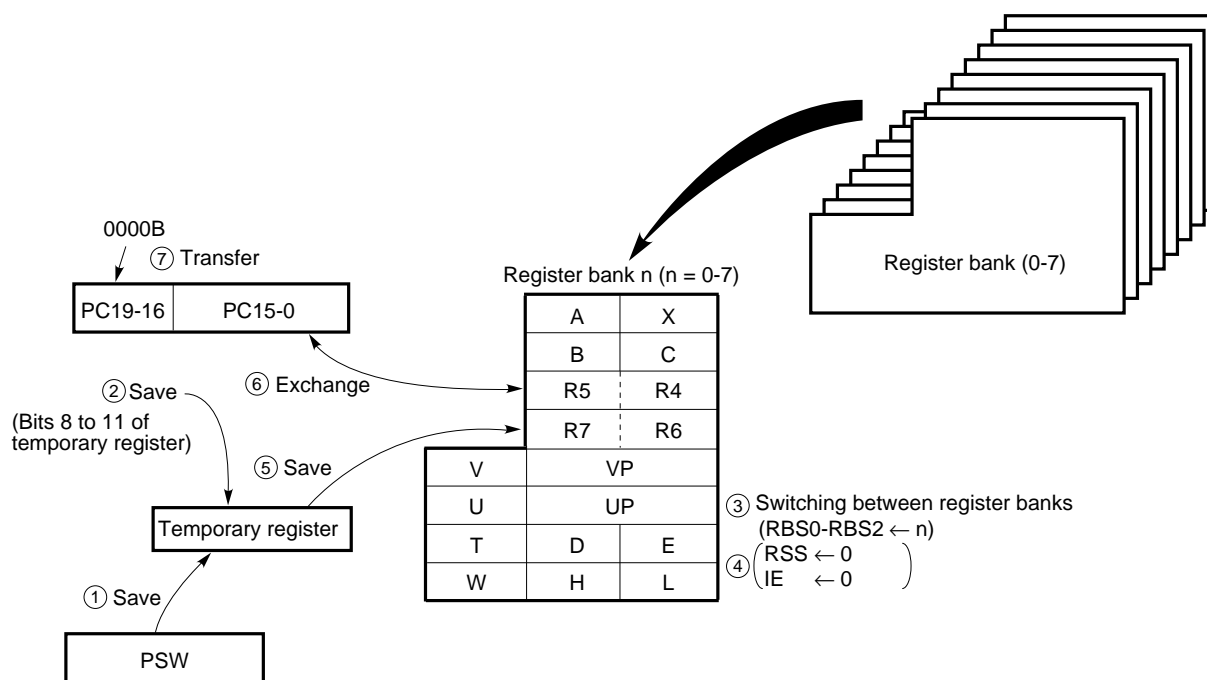 0000B
⑦ Transfer
PC19-16 PC15-0
Register bank n (n = 0-7)
Register bank (0-7)
A X
B C
⑥ Exchange
R5 R4
② Save
(Bits 8 to 11 of
temporary register)
R7 R6
⑤ Save
V VP
U UP
T D E
W H L
③ Switching between register banks
(RBS0-RBS2 ← n)
④ ( RSS ← 0
IE ← 0 )
Temporary register
① Save
PSW